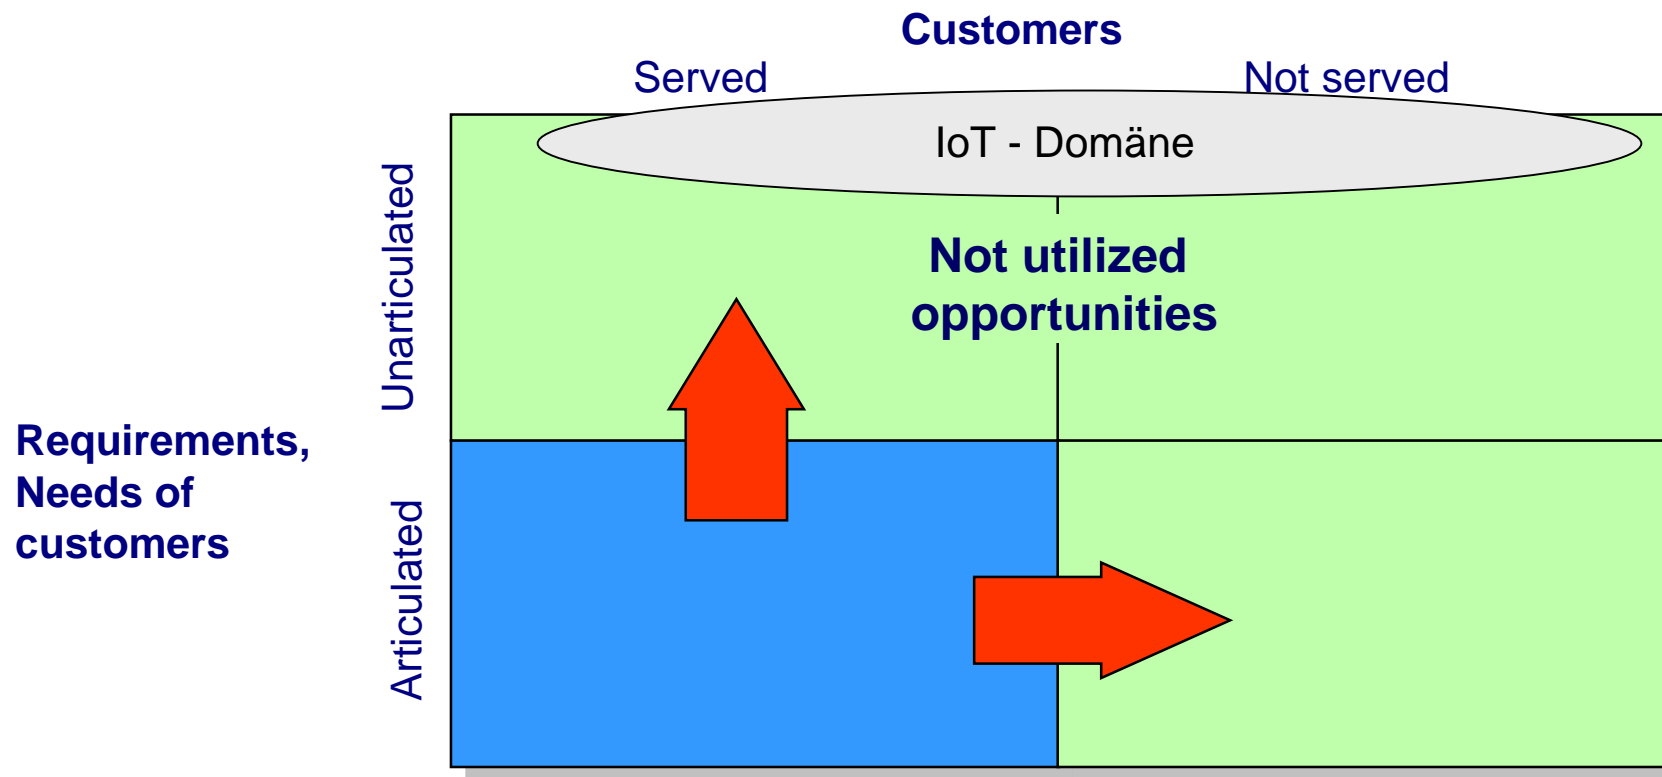 Customers
Served
Not served
IoT - Domäne
Unarticulated
Not utilized
opportunities
Requirements,
Needs of
customers
Articulated